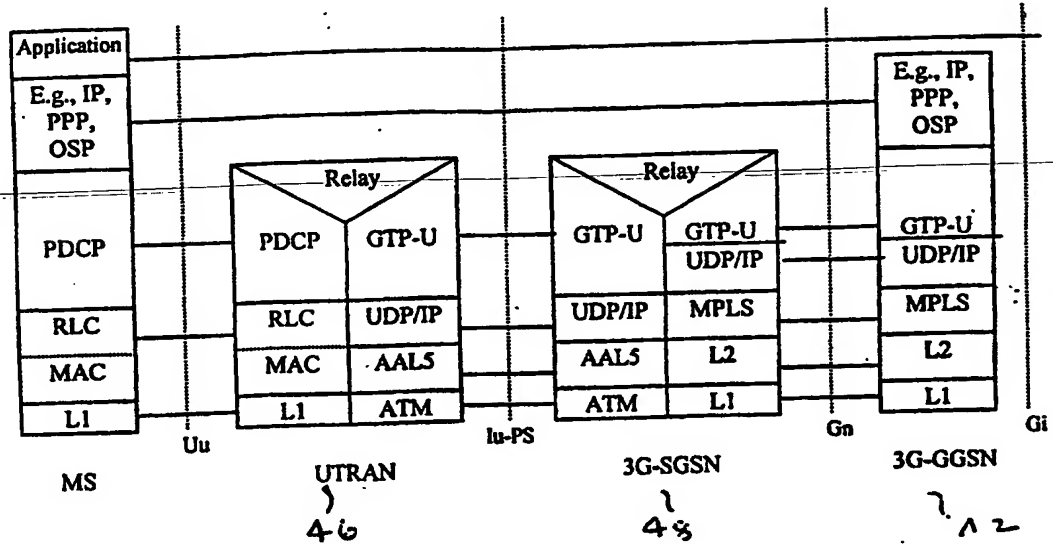 Application
E.g., IP,
PPP,
OSP
PDCP
RLC
MAC
L1
MS
Uu
Relay
PDCP
GTP-U
RLC
UDP/IP
MAC
AAL5
L1
ATM
UTRAN
46
Iu-PS
Relay
GTP-U
GTP-U
UDP/IP
UDP/IP
MPLS
AAL5
L2
ATM
L1
3G-SGSN
48
Gn
E.g., IP,
PPP,
OSP
GTP-U
UDP/IP
MPLS
L2
L1
3G-GGSN
Gi